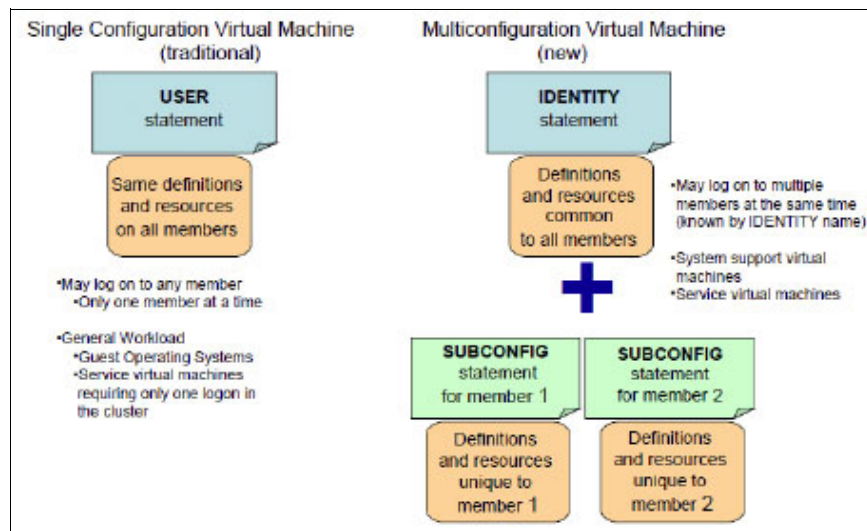 Single Configuration Virtual Machine
(traditional)
USER
statement
Same definitions
and resources
on all members
•May log on to any member
•Only one member at a time
•General Workload
•Guest Operating Systems
•Service virtual machines
requiring only one logon in
the cluster
Multiconfiguration Virtual Machine
(new)
IDENTITY
statement
Definitions
and resources
common
to all members
•May log on to multiple
members at the same time
(known by IDENTITY name)
•System support virtual
machines
•Service virtual machines
SUBCONFIG
statement
for member 1
SUBCONFIG
statement
for member 2
Definitions
and resources
unique to
member 1
Definitions
and resources
unique to
member 2